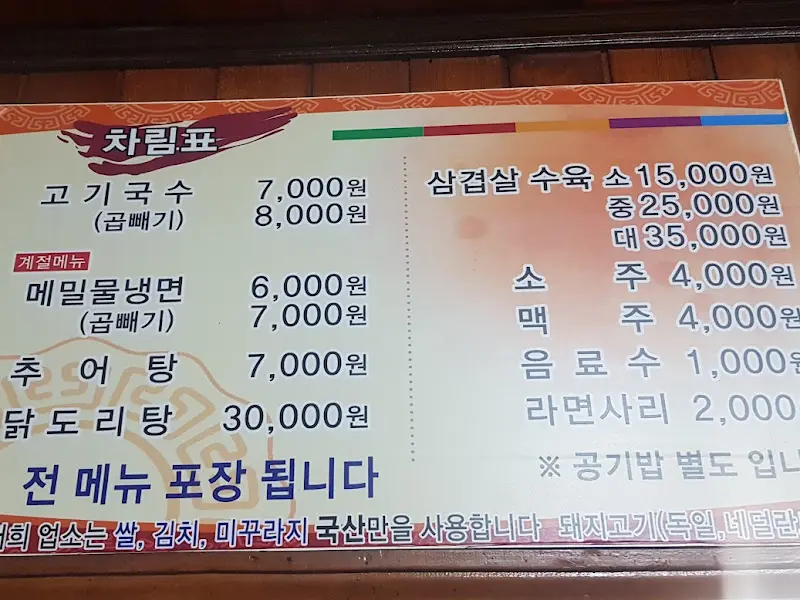 차림표
고기국수 7,000원
(곱빼기) 8,000원
계절메뉴
메밀물냉면 6,000원
(곱빼기) 7,000원
추어탕 7,000원
닭도리탕 30,000원
전 메뉴 포장 됩니다
삼겹살 수육 소 15,000원
중 25,000원
대 35,000원
소주 4,000원
맥주 4,000원
음료수 1,000원
라면사리 2,000
※ 공기밥 별도 입니
업소는 쌀, 김치, 미꾸라지 국산만을 사용합니다 돼지고기(독일,네덜란